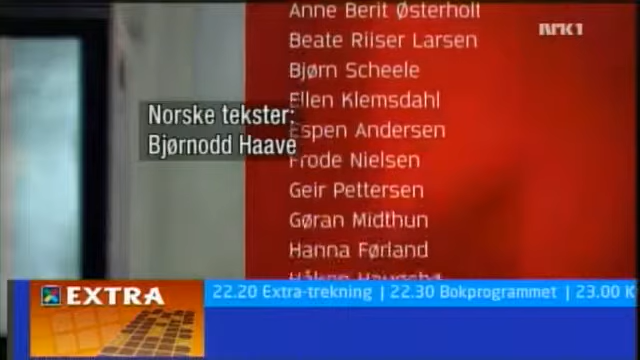 Anne Berit Østerholt
NRK1
Beate Riiser Larsen
Bjørn Scheele
Ellen Klemsdahl
Norske tekster:
Bjørnodd Haave
Espen Andersen
Frode Nielsen
Geir Pettersen
Gøran Midthun
Hanna Førland
EXTRA
22.20 Extra-trekning | 22.30 Bokprogrammet | 23.00 K